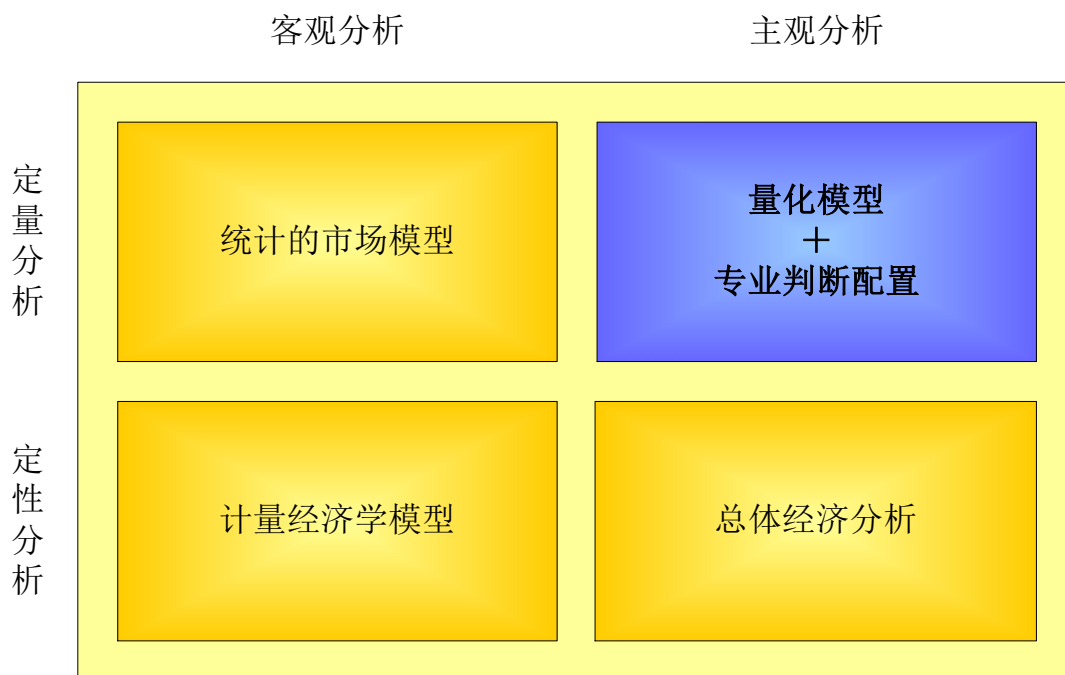 客观分析
主观分析
定量分析
统计的市场模型
量化模型
＋
专业判断配置
定性分析
计量经济学模型
总体经济分析